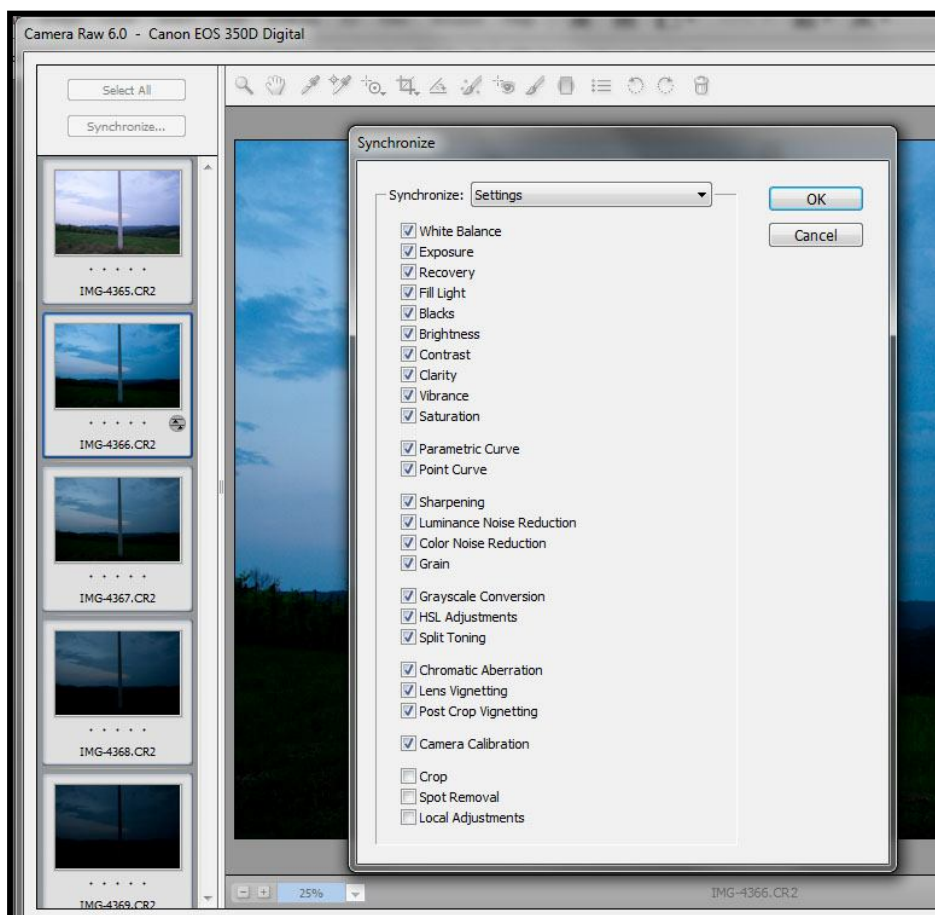 Camera Raw 6.0 - Canon EOS 350D Digital
Select All
Synchronize...
IMG-4365.CR2
IMG-4366.CR2
IMG-4367.CR2
IMG-4368.CR2
IMG-4369.CR2
Synchronize
Synchronize: Settings
OK
Cancel
White Balance
Exposure
Recovery
Fill Light
Blacks
Brightness
Contrast
Clarity
Vibrance
Saturation
Parametric Curve
Point Curve
Sharpening
Luminance Noise Reduction
Color Noise Reduction
Grain
Grayscale Conversion
HSL Adjustments
Split Toning
Chromatic Aberration
Lens Vignetting
Post Crop Vignetting
Camera Calibration
Crop
Spot Removal
Local Adjustments
25%
IMG-4366.CR2